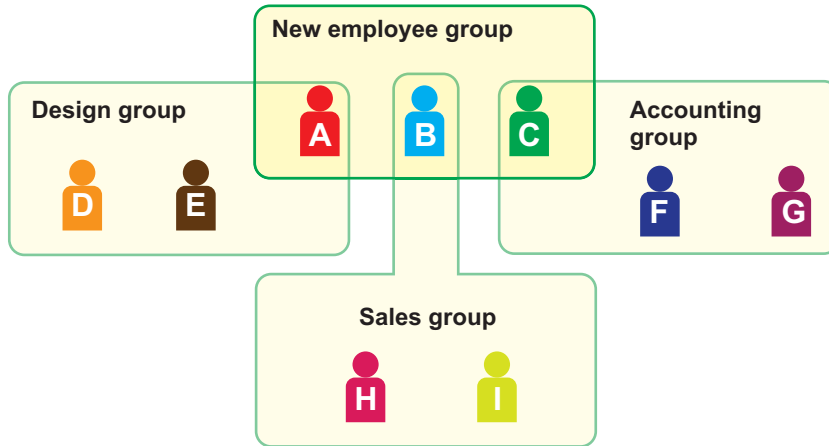 New employee group
Design group
A
B
C
Accounting
group
D
E
F
G
Sales group
H
I